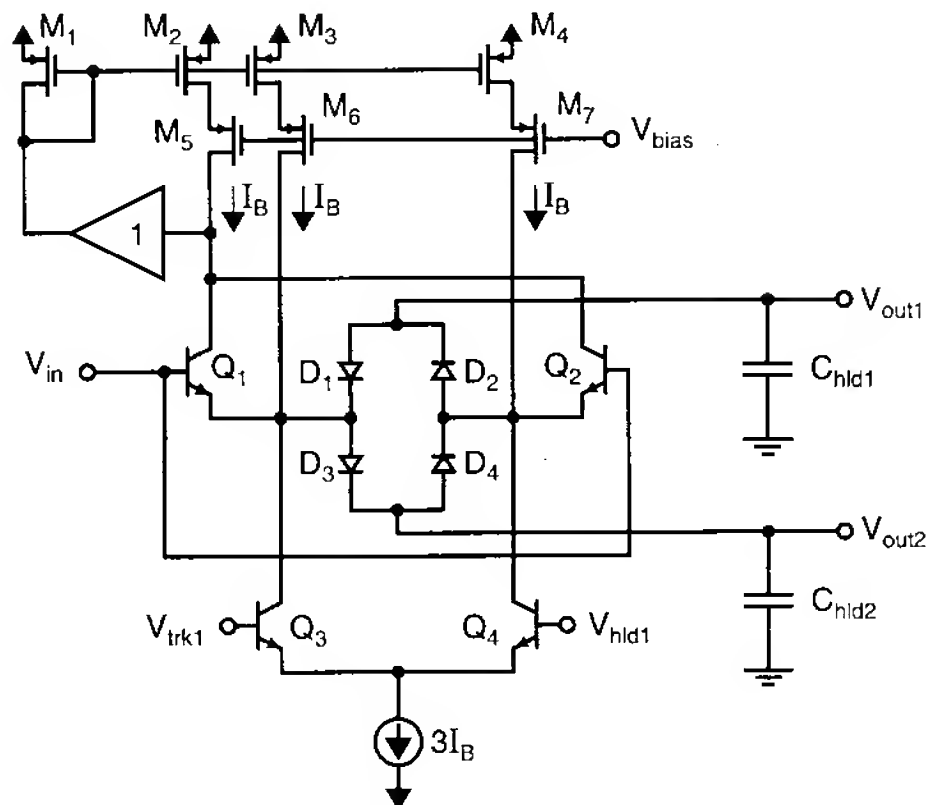 M1 M2 M3 M4
M5 M6 M7 Vbias
IB IB IB
1
Vout1
Vin Q1 D1 D2 Q2 Chld1
D3 D4
Vout2
Chld2
Vtrk1 Q3 Q4 Vhld1
3IB